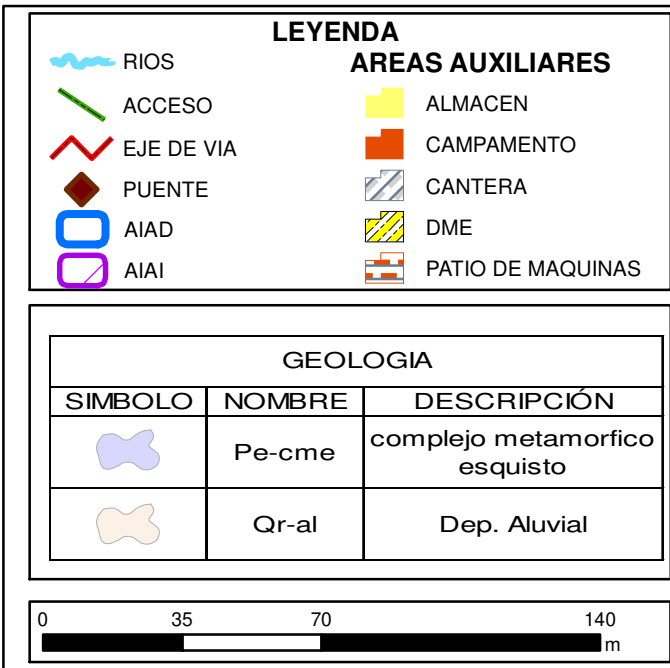 LEYENDA
RIOS
ACCESO
EJE DE VIA
PUENTE
AIAD
AIAI
AREAS AUXILIARES
ALMACEN
CAMPAMENTO
CANTERA
DME
PATIO DE MAQUINAS
GEOLOGIA
SIMBOLO NOMBRE DESCRIPCIÓN
Pe-cme complejo metamorfico
esquisto
Qr-al Dep. Aluvial
0 35 70 140
m